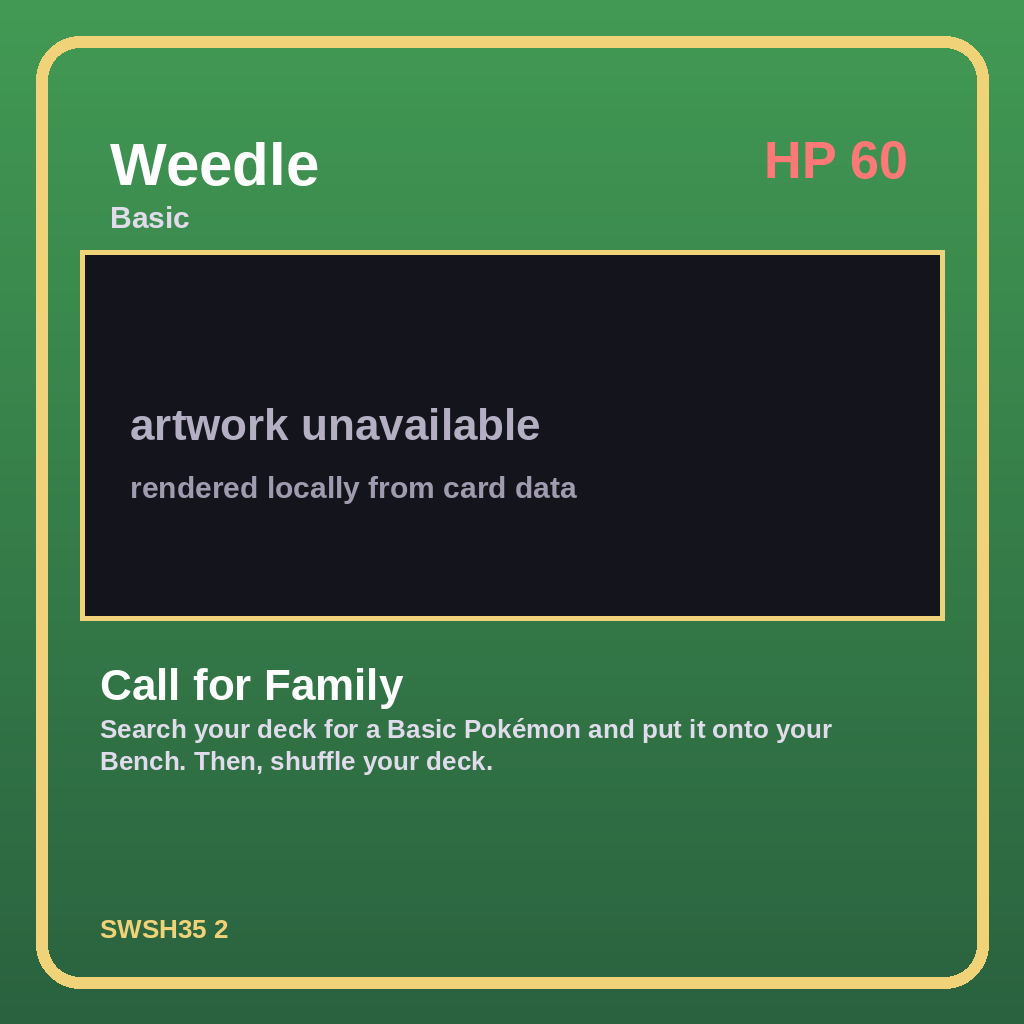 Weedle
HP 60
Basic
artwork unavailable
rendered locally from card data
Call for Family
Search your deck for a Basic Pokémon and put it onto your
Bench. Then, shuffle your deck.
SWSH35 2